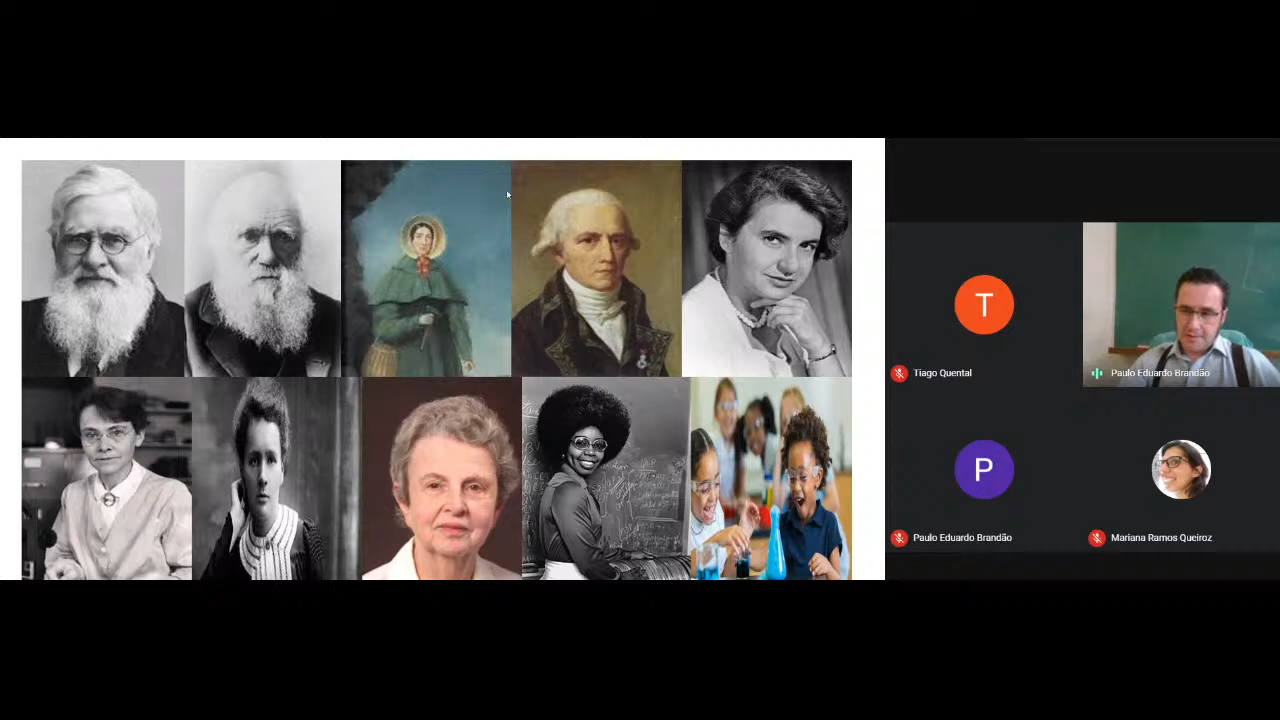 T
Tiago Quental
Paulo Eduardo Brandão
P
Paulo Eduardo Brandão
Mariana Ramos Queiroz